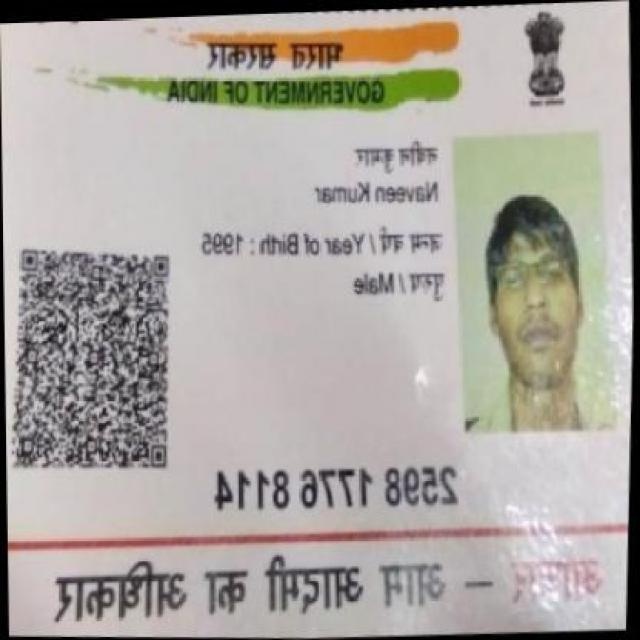 भारत सरकार
GOVERNMENT OF INDIA
नवीन कुमार
Naveen Kumar
जन्म वर्ष / Year of Birth : 1995
पुरुष / Male
2598 1776 8114
आधार – आम आदमी का अधिकार